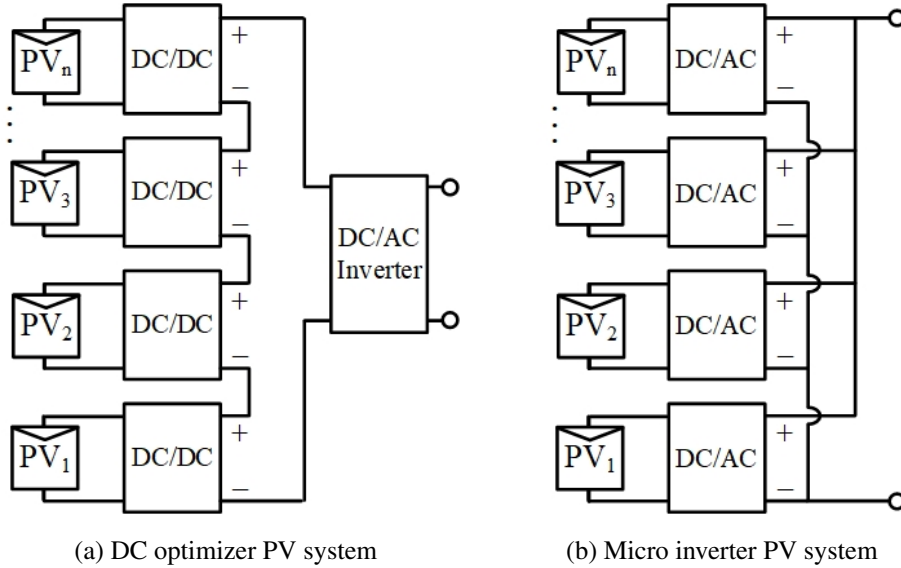 PVn DC/DC + −
⋮
PV3 DC/DC + −
PV2 DC/DC + −
PV1 DC/DC + −
DC/AC
Inverter
(a) DC optimizer PV system
PVn DC/AC + −
⋮
PV3 DC/AC + −
PV2 DC/AC + −
PV1 DC/AC + −
(b) Micro inverter PV system